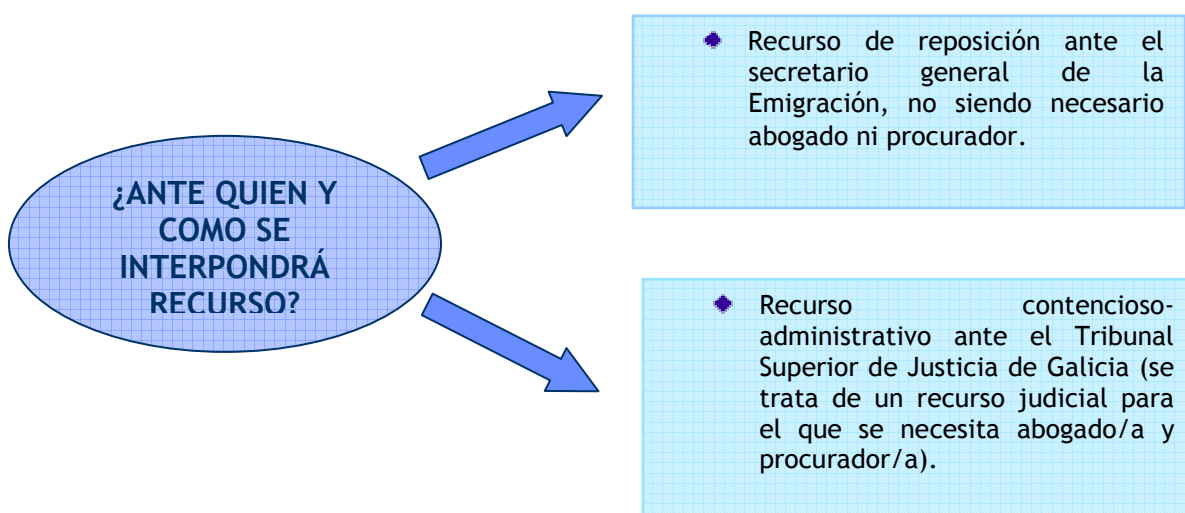 ¿ANTE QUIEN Y
COMO SE
INTERPONDRÁ
RECURSO?
Recurso de reposición ante el
secretario general de la
Emigración, no siendo necesario
abogado ni procurador.
Recurso contencioso-
administrativo ante el Tribunal
Superior de Justicia de Galicia (se
trata de un recurso judicial para
el que se necesita abogado/a y
procurador/a).